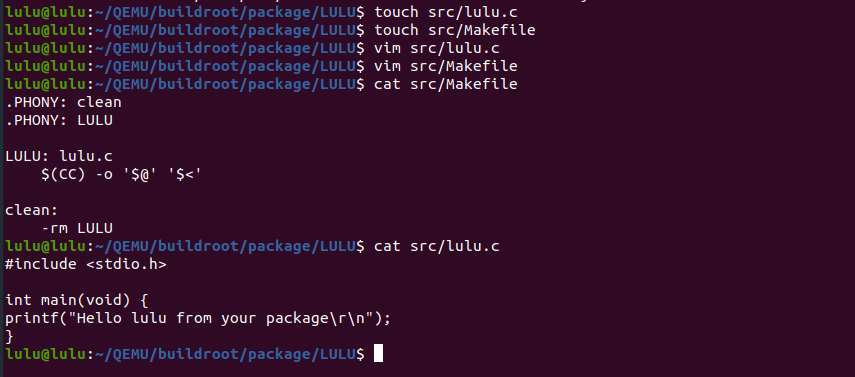 lulu@lulu:~/QEMU/buildroot/package/LULU$ touch src/lulu.c
lulu@lulu:~/QEMU/buildroot/package/LULU$ touch src/Makefile
lulu@lulu:~/QEMU/buildroot/package/LULU$ vim src/lulu.c
lulu@lulu:~/QEMU/buildroot/package/LULU$ vim src/Makefile
lulu@lulu:~/QEMU/buildroot/package/LULU$ cat src/Makefile
.PHONY: clean
.PHONY: LULU

LULU: lulu.c
    $(CC) -o '$@' '$<'

clean:
    -rm LULU
lulu@lulu:~/QEMU/buildroot/package/LULU$ cat src/lulu.c
#include <stdio.h>

int main(void) {
printf("Hello lulu from your package\r\n");
}
lulu@lulu:~/QEMU/buildroot/package/LULU$